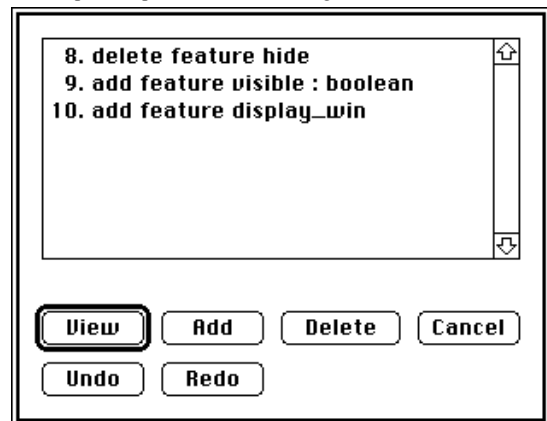 8. delete feature hide
9. add feature visible : boolean
10. add feature display_win
View Add Delete Cancel
Undo Redo